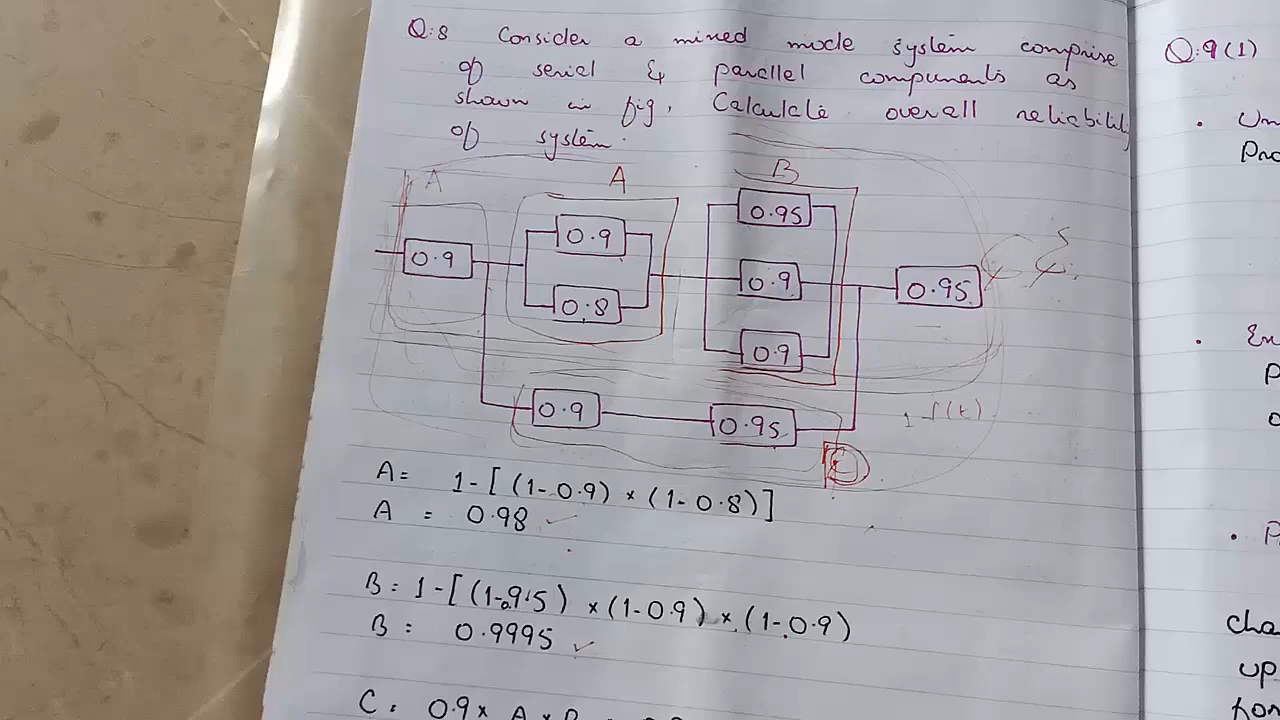 Q:8 Consider a mixed mode system comprise
of serial & parallel components as
shown in fig. Calculate overall reliability
of system.
A
A
B
0.9
0.9
0.8
0.95
0.9
0.9
0.95
0.9
0.95
1 f(t)
A = 1-[(1-0.9) × (1-0.8)]
A = 0.98
B = 1-[(1-0.95) × (1-0.9) × (1-0.9)
B = 0.9995
C = 0.9 × A × B
Q:9(1)